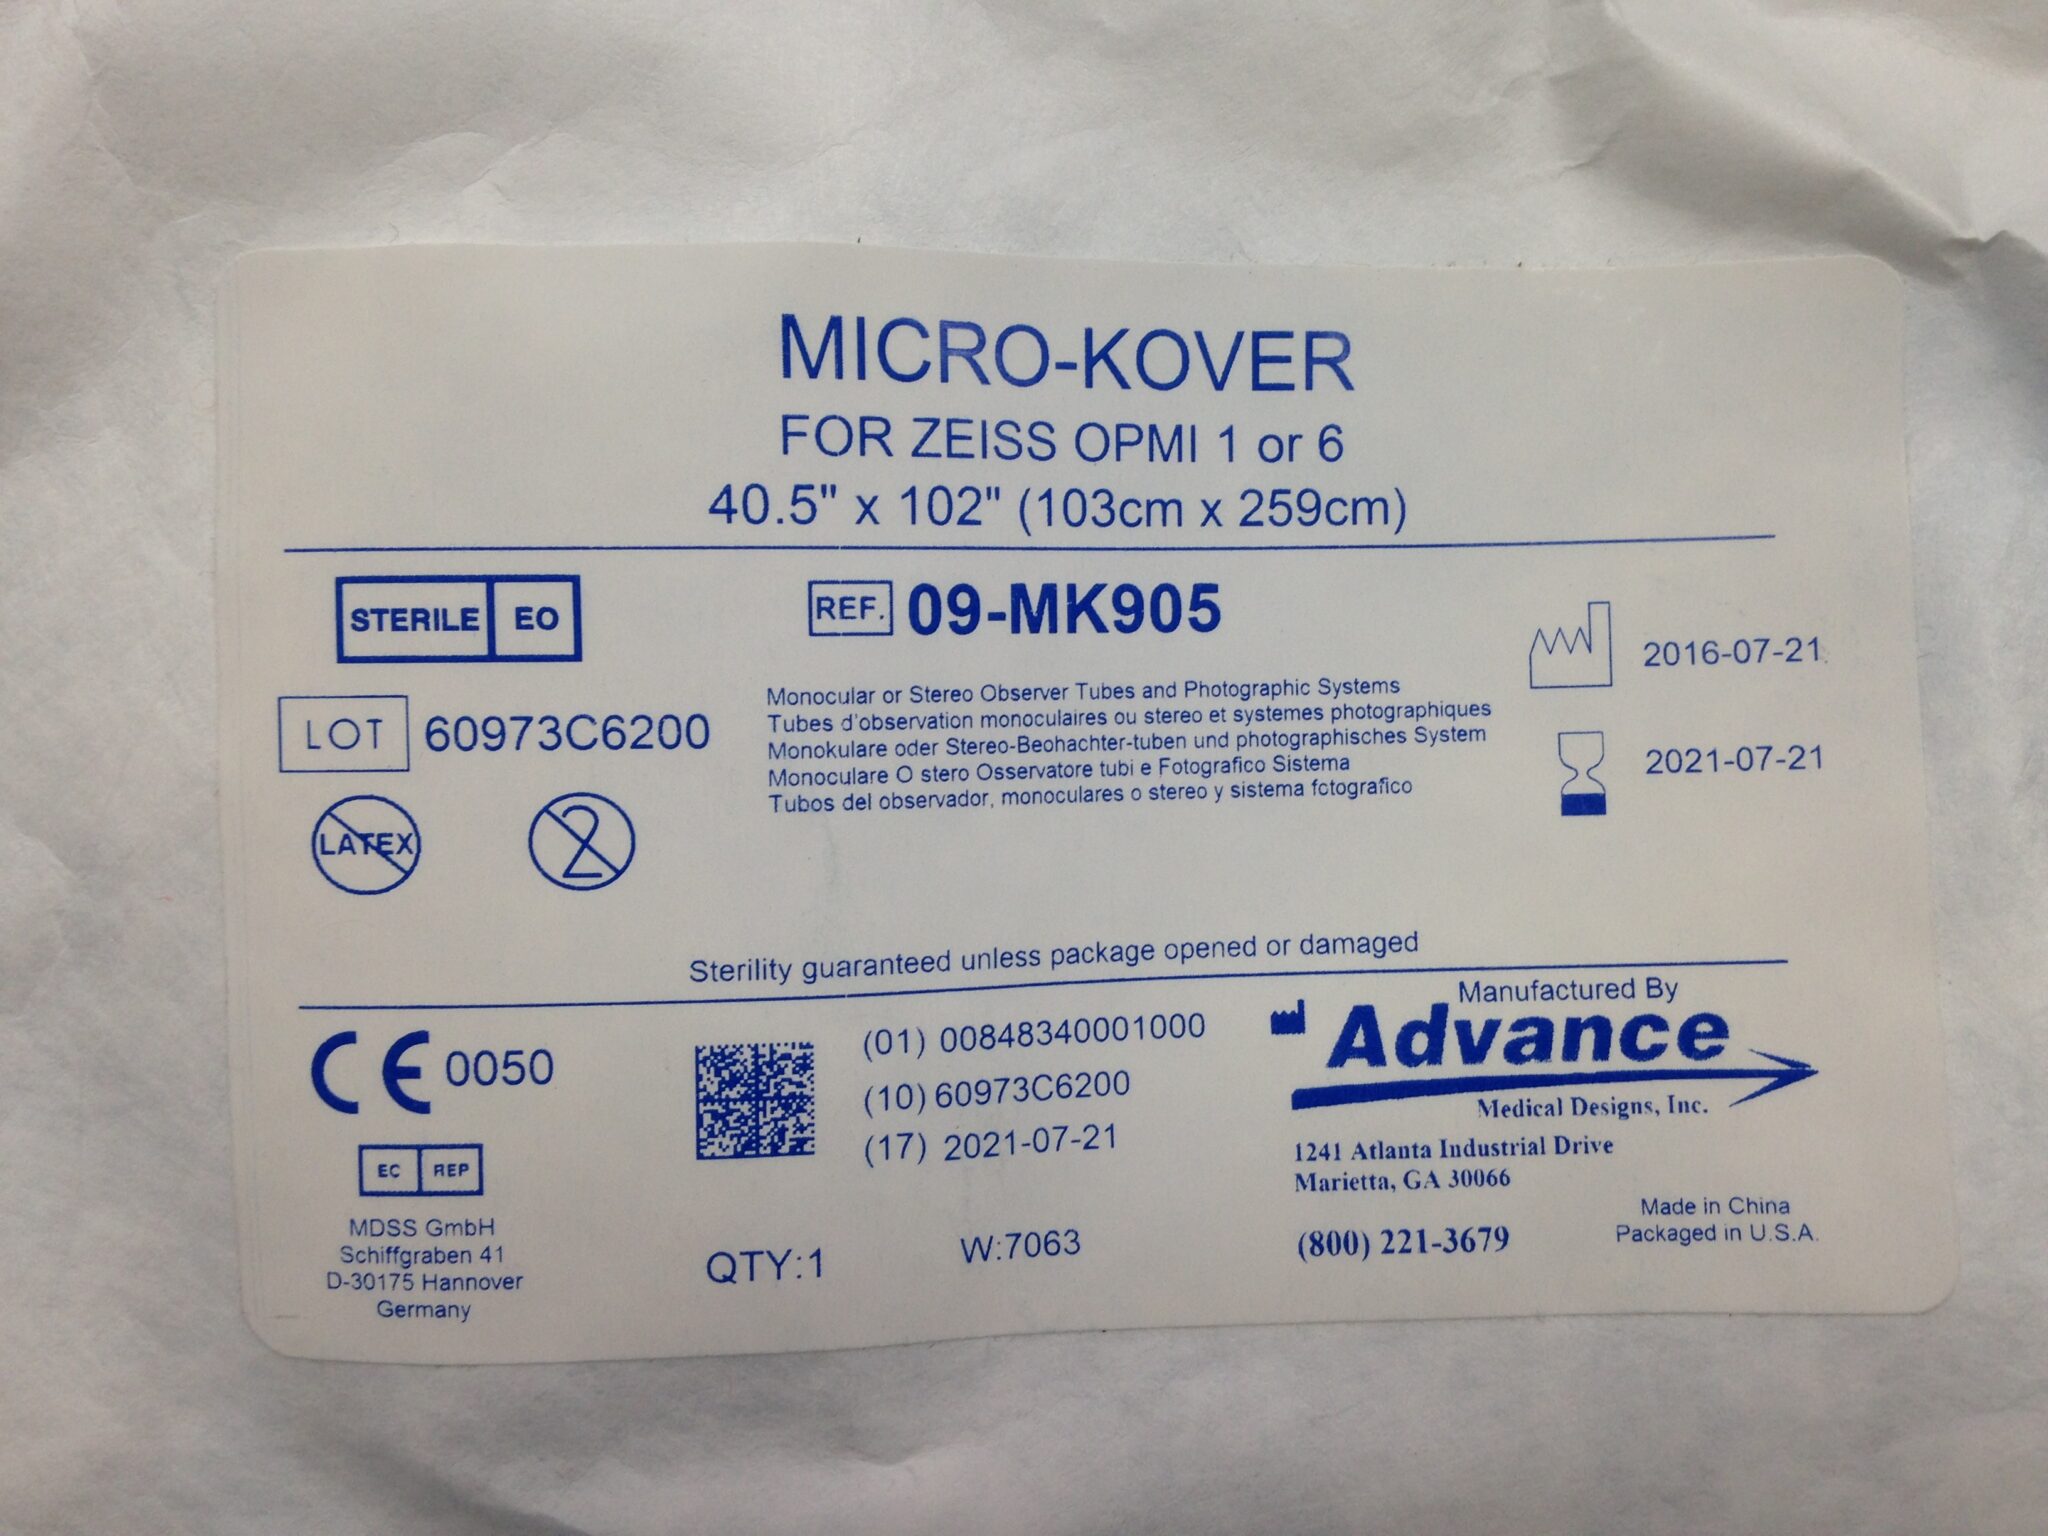 MICRO-KOVER
FOR ZEISS OPMI 1 or 6
40.5" x 102" (103cm x 259cm)
STERILE EO
REF. 09-MK905
2016-07-21
LOT 60973C6200
Monocular or Stereo Observer Tubes and Photographic Systems
Tubes d'observation monoculaires ou stereo et systemes photographiques
Monokulare oder Stereo-Beohachter-tuben und photographisches System
Monoculare O stero Osservatore tubi e Fotografico Sistema
Tubos del observador, monoculares o stereo y sistema fctografico
2021-07-21
LATEX
2
Sterility guaranteed unless package opened or damaged
CE 0050
(01) 00848340001000
(10) 60973C6200
(17) 2021-07-21
Manufactured By
Advance
Medical Designs, Inc.
1241 Atlanta Industrial Drive
Marietta, GA 30066
(800) 221-3679
Made in China
Packaged in U.S.A.
EC REP
MDSS GmbH
Schiffgraben 41
D-30175 Hannover
Germany
QTY:1
W:7063